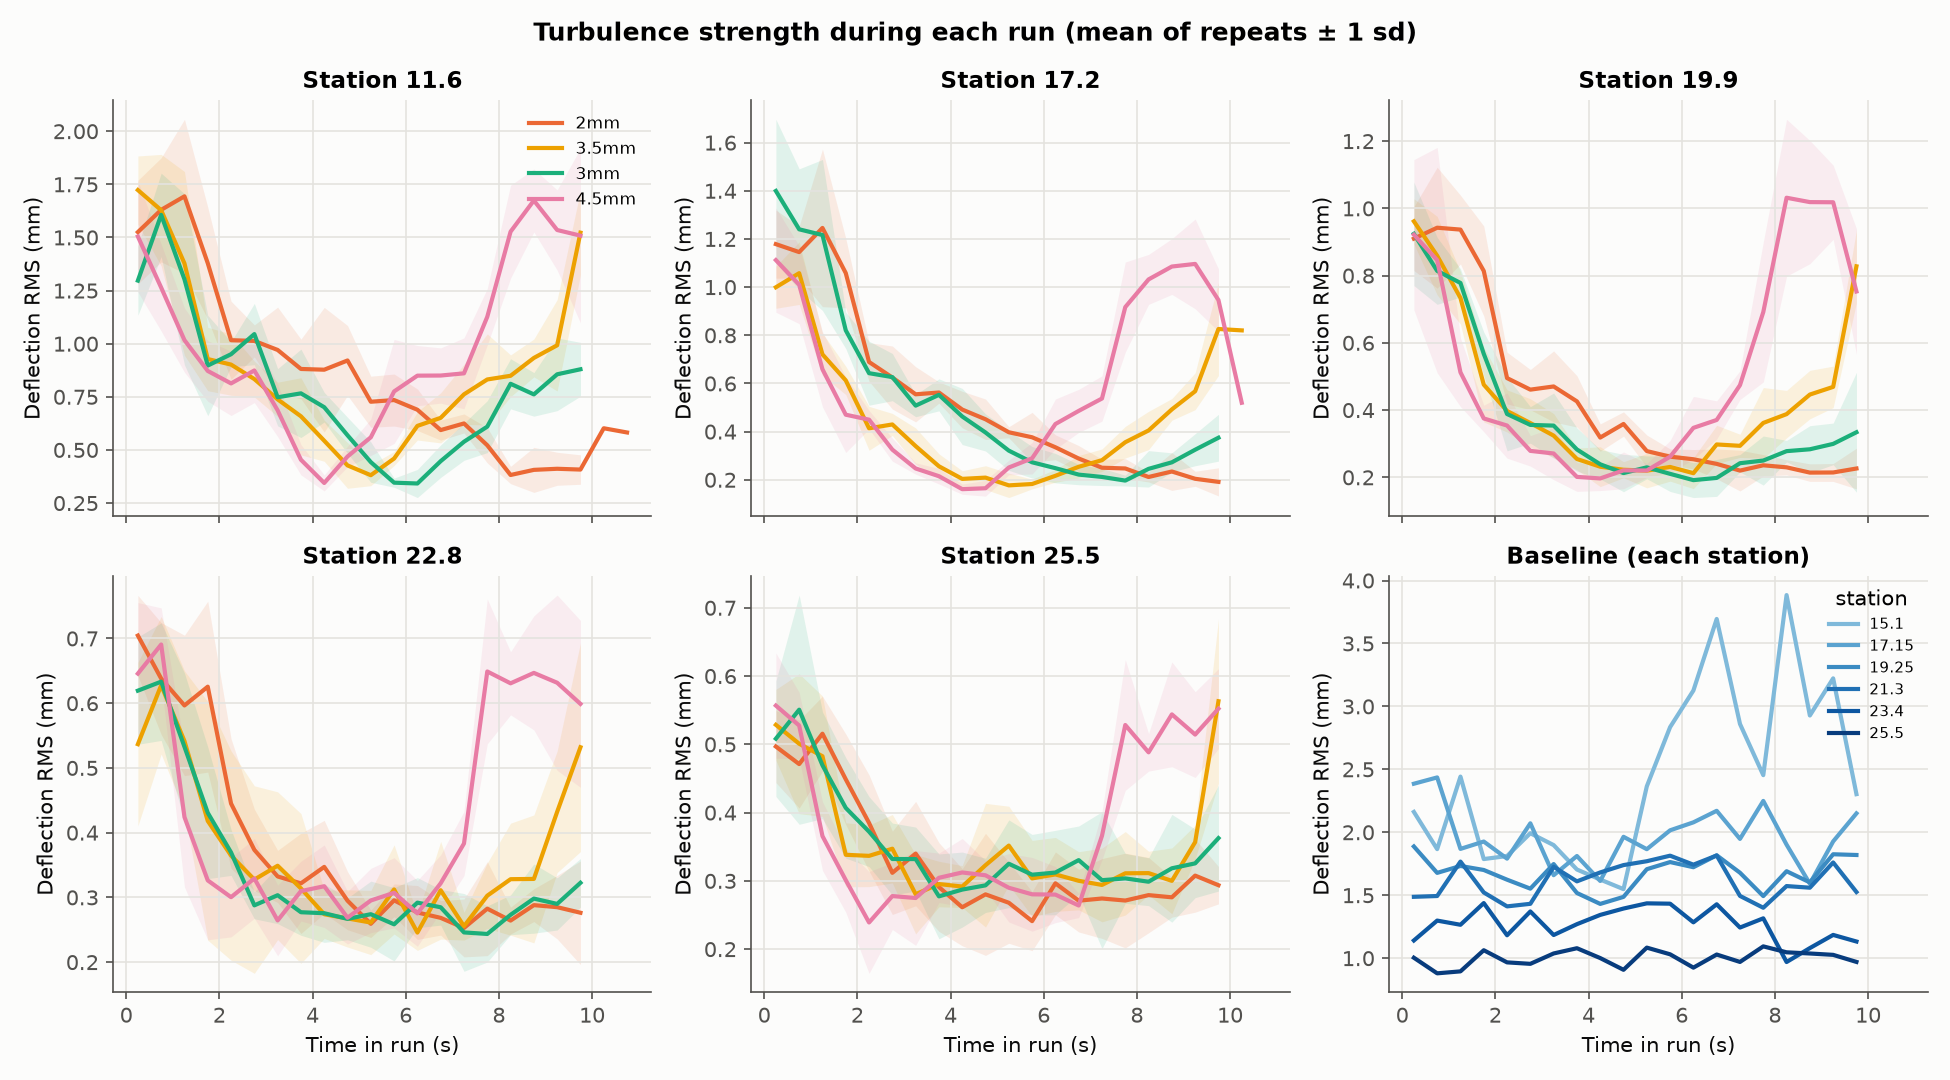 Turbulence strength during each run (mean of repeats ± 1 sd)
Station 11.6
Deflection RMS (mm)
2.00
1.75
1.50
1.25
1.00
0.75
0.50
0.25
2mm
3.5mm
3mm
4.5mm
Station 17.2
Deflection RMS (mm)
1.6
1.4
1.2
1.0
0.8
0.6
0.4
0.2
Station 19.9
Deflection RMS (mm)
1.2
1.0
0.8
0.6
0.4
0.2
Station 22.8
Deflection RMS (mm)
0.7
0.6
0.5
0.4
0.3
0.2
0 2 4 6 8 10
Time in run (s)
Station 25.5
Deflection RMS (mm)
0.7
0.6
0.5
0.4
0.3
0.2
0 2 4 6 8 10
Time in run (s)
Baseline (each station)
Deflection RMS (mm)
4.0
3.5
3.0
2.5
2.0
1.5
1.0
station
15.1
17.15
19.25
21.3
23.4
25.5
0 2 4 6 8 10
Time in run (s)